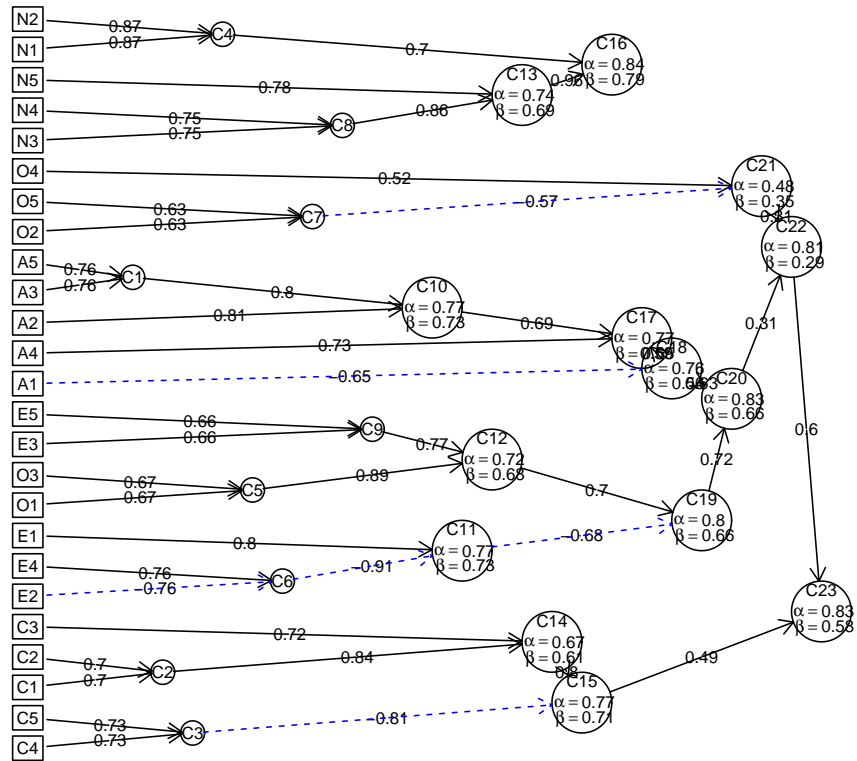 N2
0.87
N1
0.87
C4
0.7
C16
α = 0.84
β = 0.79
N5
0.78
C13
α = 0.74
β = 0.69
0.96
N4
0.75
N3
0.75
C8
0.86
O4
0.52
C21
α = 0.48
β = 0.35
O5
0.63
O2
0.63
C7
−0.57
0.31
C22
α = 0.81
β = 0.29
A5
0.76
A3
0.76
C1
0.8
C10
α = 0.77
β = 0.73
A2
0.81
0.69
C17
α = 0.77
A4
0.73
A1
−0.65
C18
α = 0.76
C20
α = 0.83
β = 0.66
0.31
E5
0.66
E3
0.66
C9
0.77
C12
α = 0.72
β = 0.68
O3
0.67
O1
0.67
C5
0.89
0.7
0.72
0.6
C19
α = 0.8
β = 0.66
E1
0.8
C11
α = 0.77
β = 0.73
−0.68
E4
0.76
E2
−0.76
C6
−0.91
C23
α = 0.83
β = 0.58
C3
0.72
C14
α = 0.67
β = 0.61
C2
0.7
C1
0.7
C2
0.84
0.8
0.49
C15
α = 0.77
β = 0.71
C5
0.73
C4
0.73
C3
−0.81